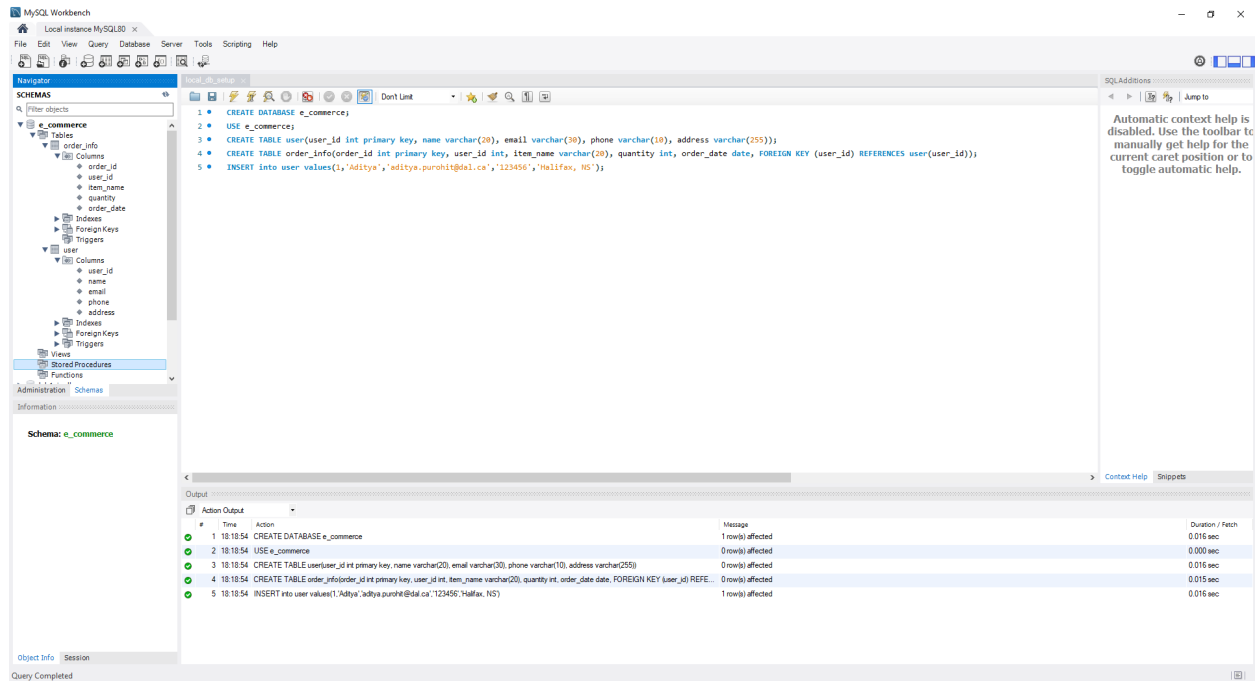 MySQL Workbench
Local instance MySQL80
File Edit View Query Database Server Tools Scripting Help
Navigator
SCHEMAS
Filter objects
e_commerce
Tables
order_info
Columns
order_id
user_id
item_name
quantity
order_date
Indexes
Foreign Keys
Triggers
user
Columns
user_id
name
email
phone
address
Indexes
Foreign Keys
Triggers
Views
Stored Procedures
Functions
Administration Schemas
Information
Schema: e_commerce
Object Info Session
Query Completed
local_db_setup
Don't Limit
1 CREATE DATABASE e_commerce;
2 USE e_commerce;
3 CREATE TABLE user(user_id int primary key, name varchar(20), email varchar(30), phone varchar(10), address varchar(255));
4 CREATE TABLE order_info(order_id int primary key, user_id int, item_name varchar(20), quantity int, order_date date, FOREIGN KEY (user_id) REFERENCES user(user_id));
5 INSERT into user values(1,'Aditya','aditya.purohit@dal.ca','123456','Halifax, NS');
SQLAdditions
Jump to
Automatic context help is
disabled. Use the toolbar to
manually get help for the
current caret position or to
toggle automatic help.
Context Help Snippets
Output
Action Output
# Time Action Message Duration / Fetch
1 18:18:54 CREATE DATABASE e_commerce 1 row(s) affected 0.016 sec
2 18:18:54 USE e_commerce 0 row(s) affected 0.000 sec
3 18:18:54 CREATE TABLE user(user_id int primary key, name varchar(20), email varchar(30), phone varchar(10), address varchar(255)) 0 row(s) affected 0.016 sec
4 18:18:54 CREATE TABLE order_info(order_id int primary key, user_id int, item_name varchar(20), quantity int, order_date date, FOREIGN KEY (user_id) REFE... 0 row(s) affected 0.015 sec
5 18:18:54 INSERT into user values(1,'Aditya','aditya.purohit@dal.ca','123456','Halifax, NS') 1 row(s) affected 0.016 sec